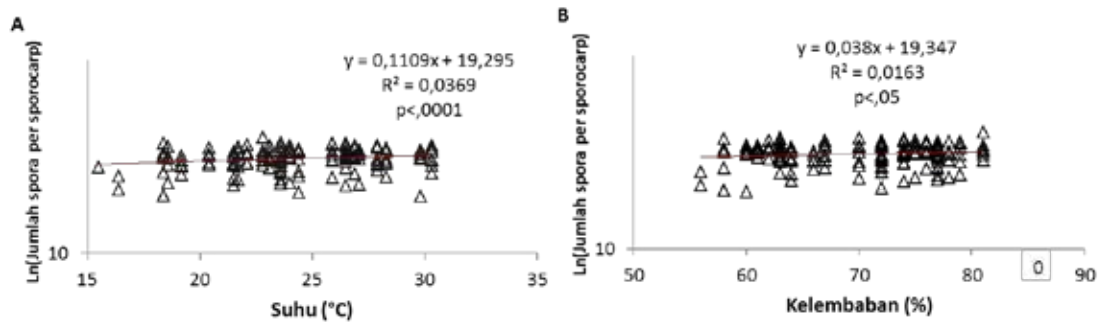 A
Ln(Jumlah spora per sporocarp)
y = 0,1109x + 19,295
R² = 0,0369
p<,0001
10
15 20 25 30 35
Suhu (°C)
B
Ln(Jumlah spora per sporocarp)
y = 0,038x + 19,347
R² = 0,0163
p<,05
10
50 60 70 80 90
0
Kelembaban (%)